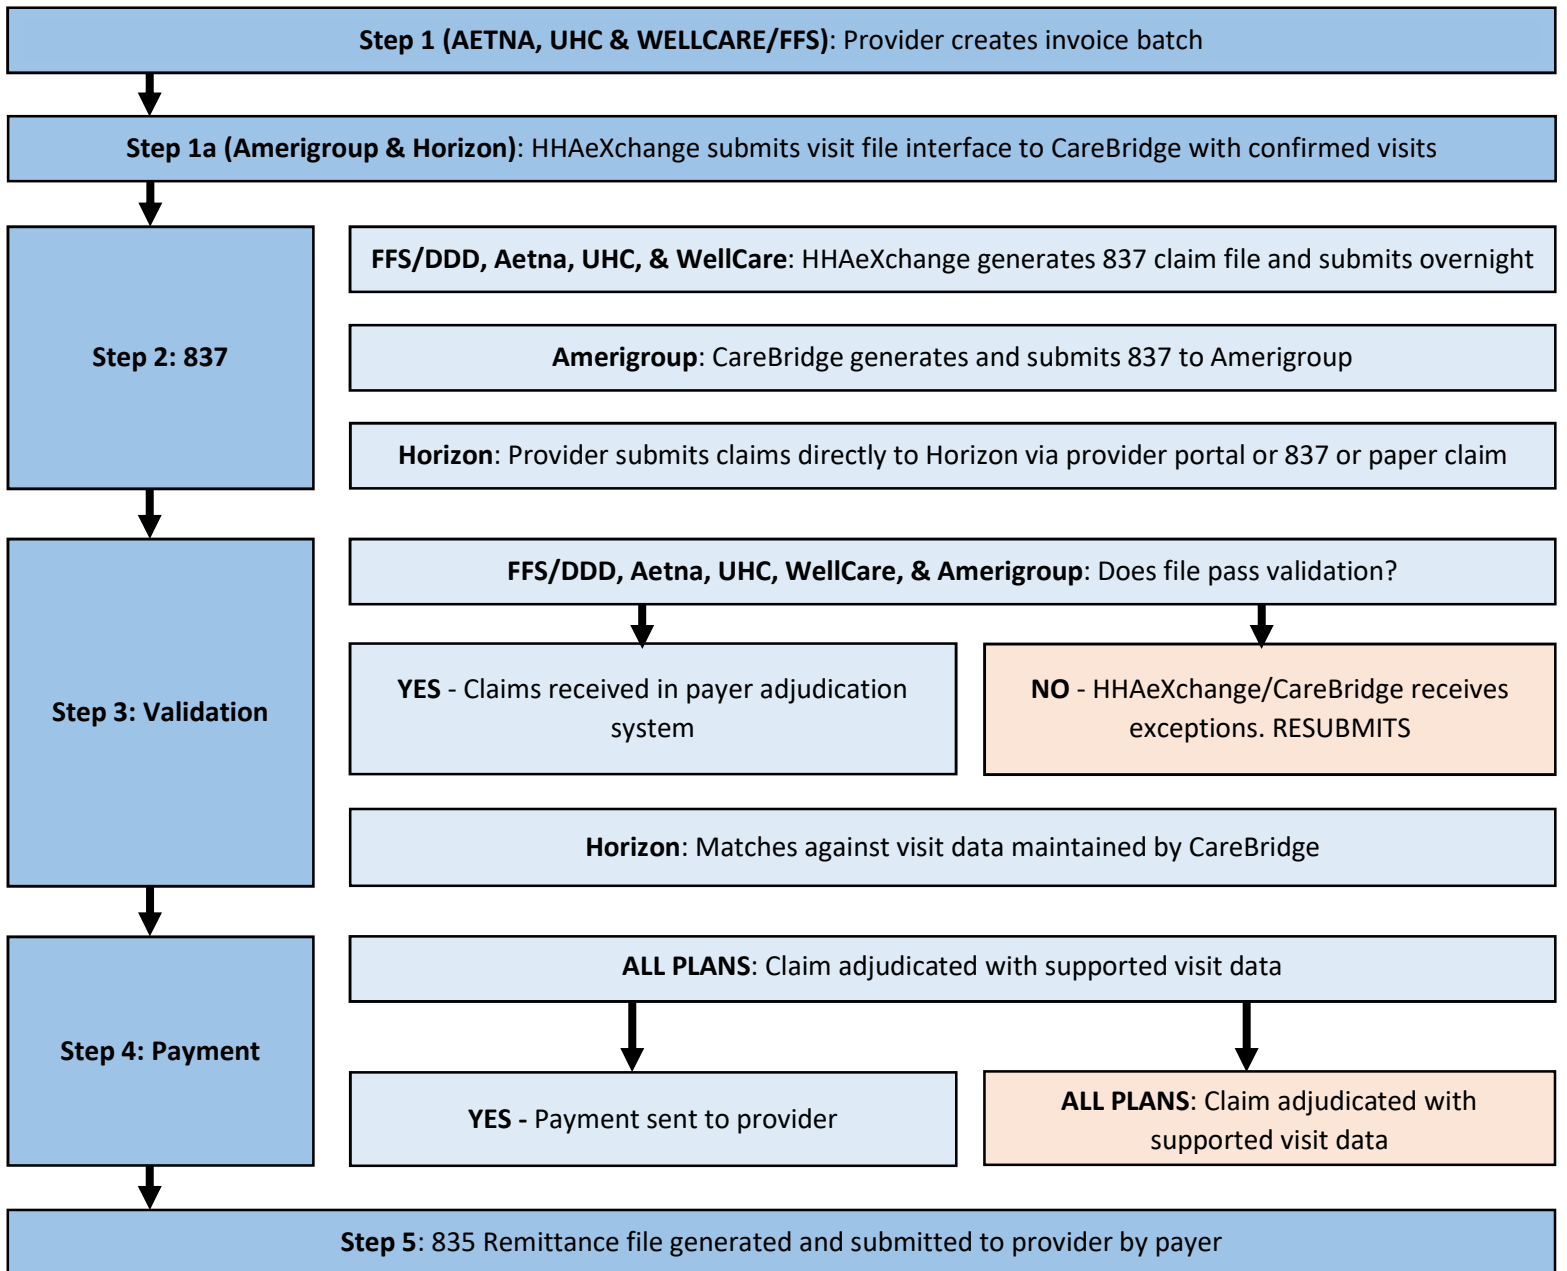 Step 1 (AETNA, UHC & WELLCARE/FFS): Provider creates invoice batch
Step 1a (Amerigroup & Horizon): HHAeXchange submits visit file interface to CareBridge with confirmed visits
Step 2: 837
FFS/DDD, Aetna, UHC, & WellCare: HHAeXchange generates 837 claim file and submits overnight
Amerigroup: CareBridge generates and submits 837 to Amerigroup
Horizon: Provider submits claims directly to Horizon via provider portal or 837 or paper claim
Step 3: Validation
FFS/DDD, Aetna, UHC, WellCare, & Amerigroup: Does file pass validation?
YES - Claims received in payer adjudication
system
NO - HHAeXchange/CareBridge receives
exceptions. RESUBMITS
Horizon: Matches against visit data maintained by CareBridge
Step 4: Payment
ALL PLANS: Claim adjudicated with supported visit data
YES - Payment sent to provider
ALL PLANS: Claim adjudicated with
supported visit data
Step 5: 835 Remittance file generated and submitted to provider by payer